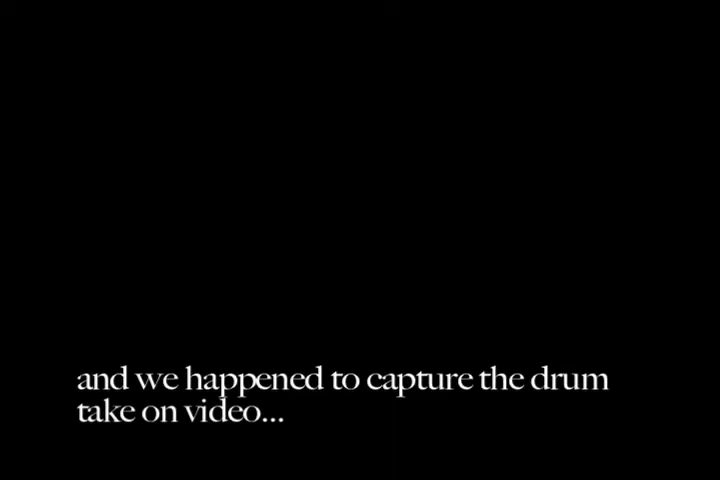 and we happened to capture the drum
take on video...